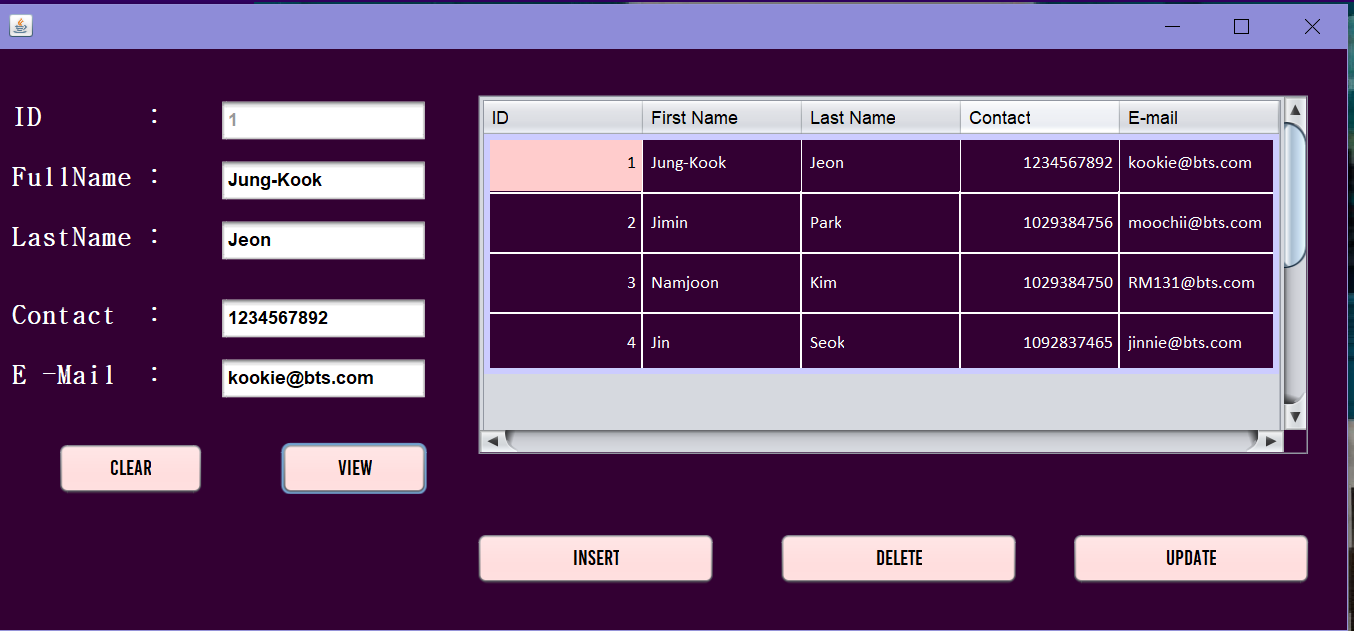 ID :
1
FullName :
Jung-Kook
LastName :
Jeon
Contact :
1234567892
E -Mail :
kookie@bts.com
CLEAR VIEW
ID First Name Last Name Contact E-mail
1 Jung-Kook Jeon 1234567892 kookie@bts.com
2 Jimin Park 1029384756 moochii@bts.com
3 Namjoon Kim 1029384750 RM131@bts.com
4 Jin Seok 1092837465 jinnie@bts.com
INSERT DELETE UPDATE